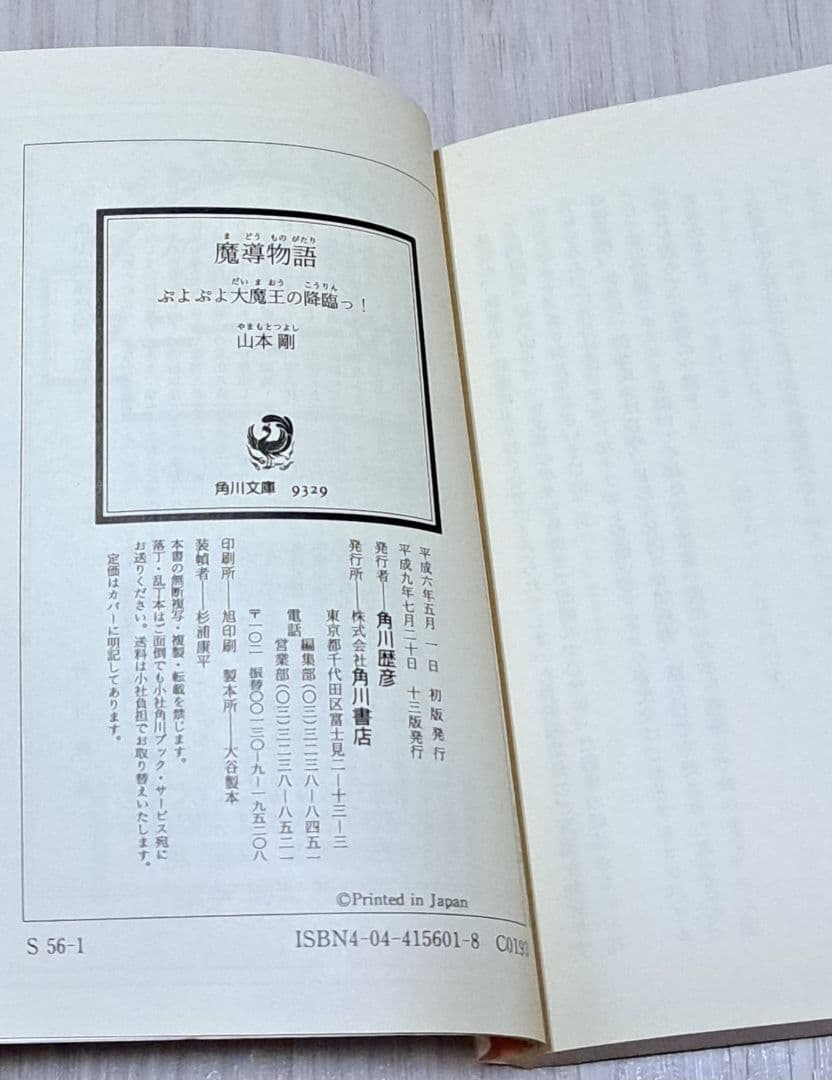 ま どう もの がたり
魔導物語
だい ま おう こうりん
ぷよぷよ大魔王の降臨っ!
やまもとつよし
山本 剛
角川文庫 9329
平成六年五月 一 日 初版発行
平成九年七月二十日 十三版発行
発行者——角川歴彦
発行所——株式会社角川書店
東京都千代田区富士見二—十三—三
電話 編集部(〇三)三二三八—八四五一
営業部(〇三)三二三八—八五二一
〒一〇二 振替〇〇一三〇—九—一九五二〇八
印刷所——旭印刷 製本所——大谷製本
装幀者——杉浦康平
本書の無断複写・複製・転載を禁じます。
落丁・乱丁本はご面倒でも小社角川ブック・サービス宛に
お送りください。送料は小社負担でお取り替えいたします。
定価はカバーに明記してあります。
©Printed in Japan
S 56-1
ISBN4-04-415601-8 C0193